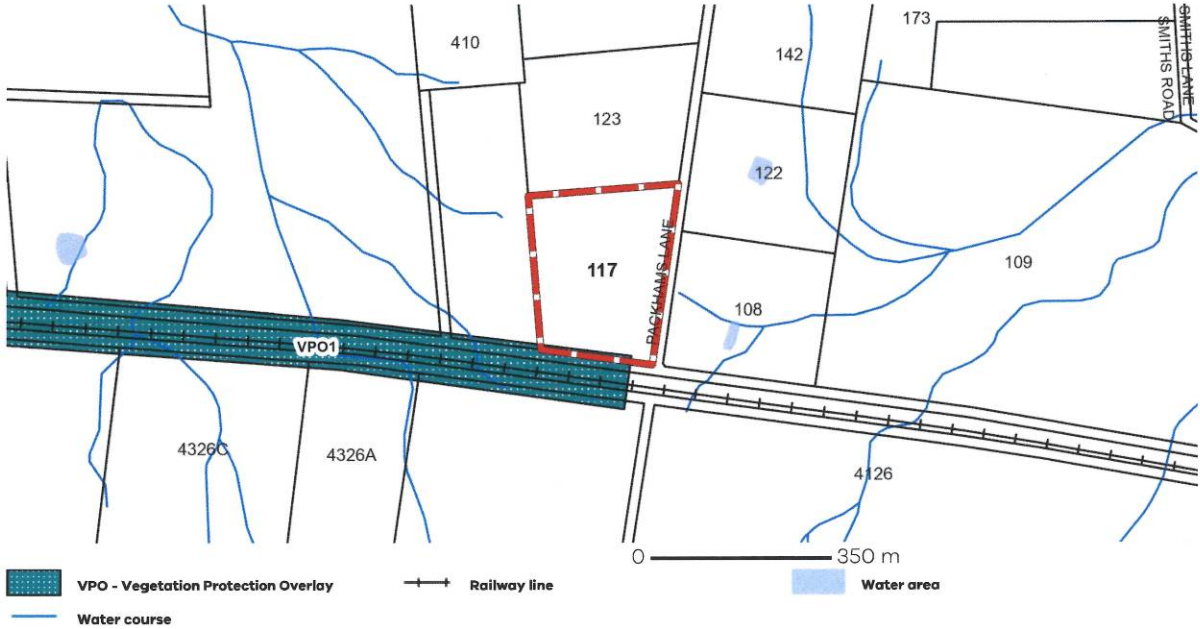 173
SMITHS LANE
SMITHS ROAD
410
142
123
122
117
PACKHAMS LANE
109
108
VPO1
4326C
4326A
4126
0 350 m
VPO - Vegetation Protection Overlay
Railway line
Water area
Water course